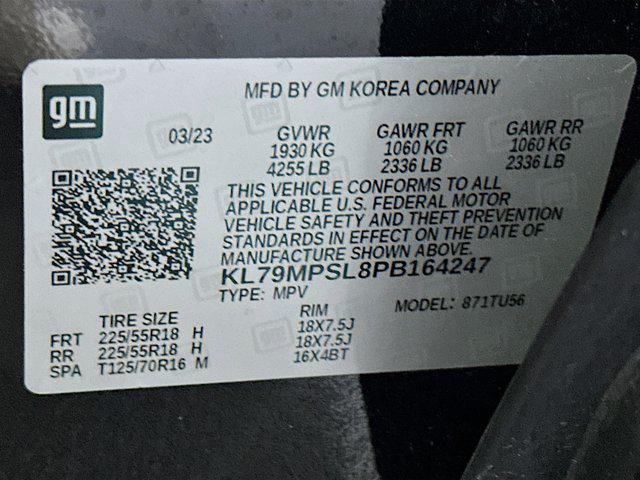 gm
MFD BY GM KOREA COMPANY
03/23
GVWR GAWR FRT GAWR RR
1930 KG 1060 KG 1060 KG
4255 LB 2336 LB 2336 LB
THIS VEHICLE CONFORMS TO ALL
APPLICABLE U.S. FEDERAL MOTOR
VEHICLE SAFETY AND THEFT PREVENTION
STANDARDS IN EFFECT ON THE DATE OF
MANUFACTURE SHOWN ABOVE.
KL79MPSL8PB164247
TYPE: MPV MODEL: 871TU56
TIRE SIZE RIM
FRT 225/55R18 H 18X7.5J
RR 225/55R18 H 18X7.5J
SPA T125/70R16 M 16X4BT